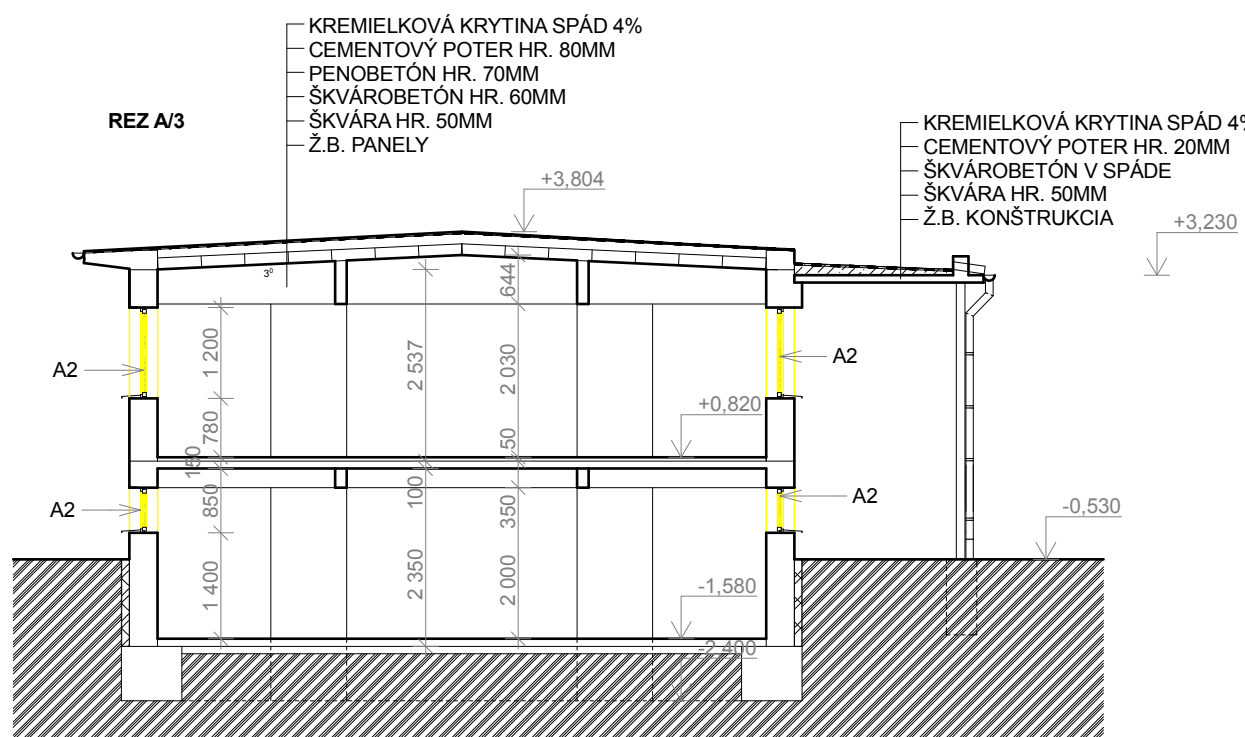 KREMIELKOVÁ KRYTINA SPÁD 4%
CEMENTOVÝ POTER HR. 80MM
PENOBETÓN HR. 70MM
ŠKVÁROBETÓN HR. 60MM
ŠKVÁRA HR. 50MM
Ž.B. PANELY
REZ A/3
KREMIELKOVÁ KRYTINA SPÁD 4%
CEMENTOVÝ POTER HR. 20MM
ŠKVÁROBETÓN V SPÁDE
ŠKVÁRA HR. 50MM
Ž.B. KONŠTRUKCIA
+3,804
+3,230
3⁰
644
1 200
2 537
2 030
A2
A2
+0,820
780
50
150
850
100
350
A2
A2
-0,530
1 400
2 350
2 000
-1,580
-2,400